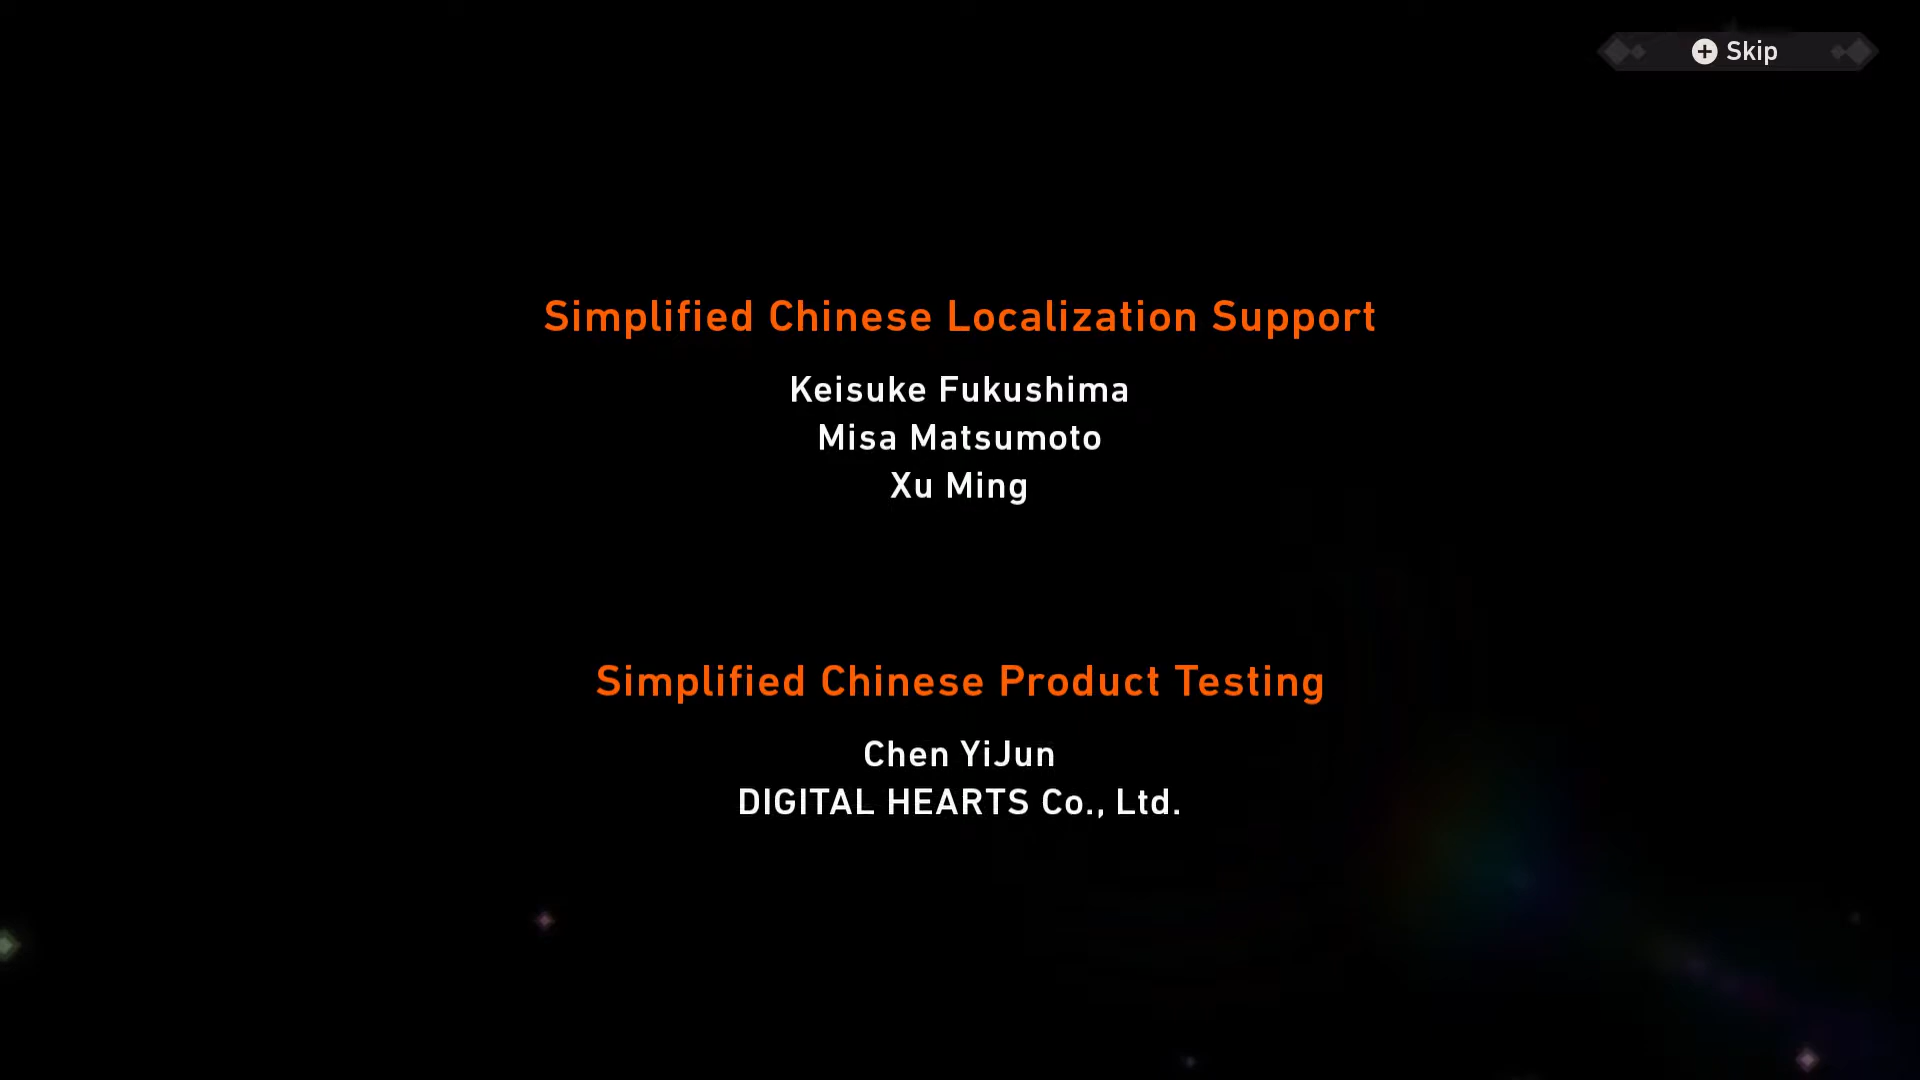 Skip
Simplified Chinese Localization Support
Keisuke Fukushima
Misa Matsumoto
Xu Ming
Simplified Chinese Product Testing
Chen YiJun
DIGITAL HEARTS Co., Ltd.